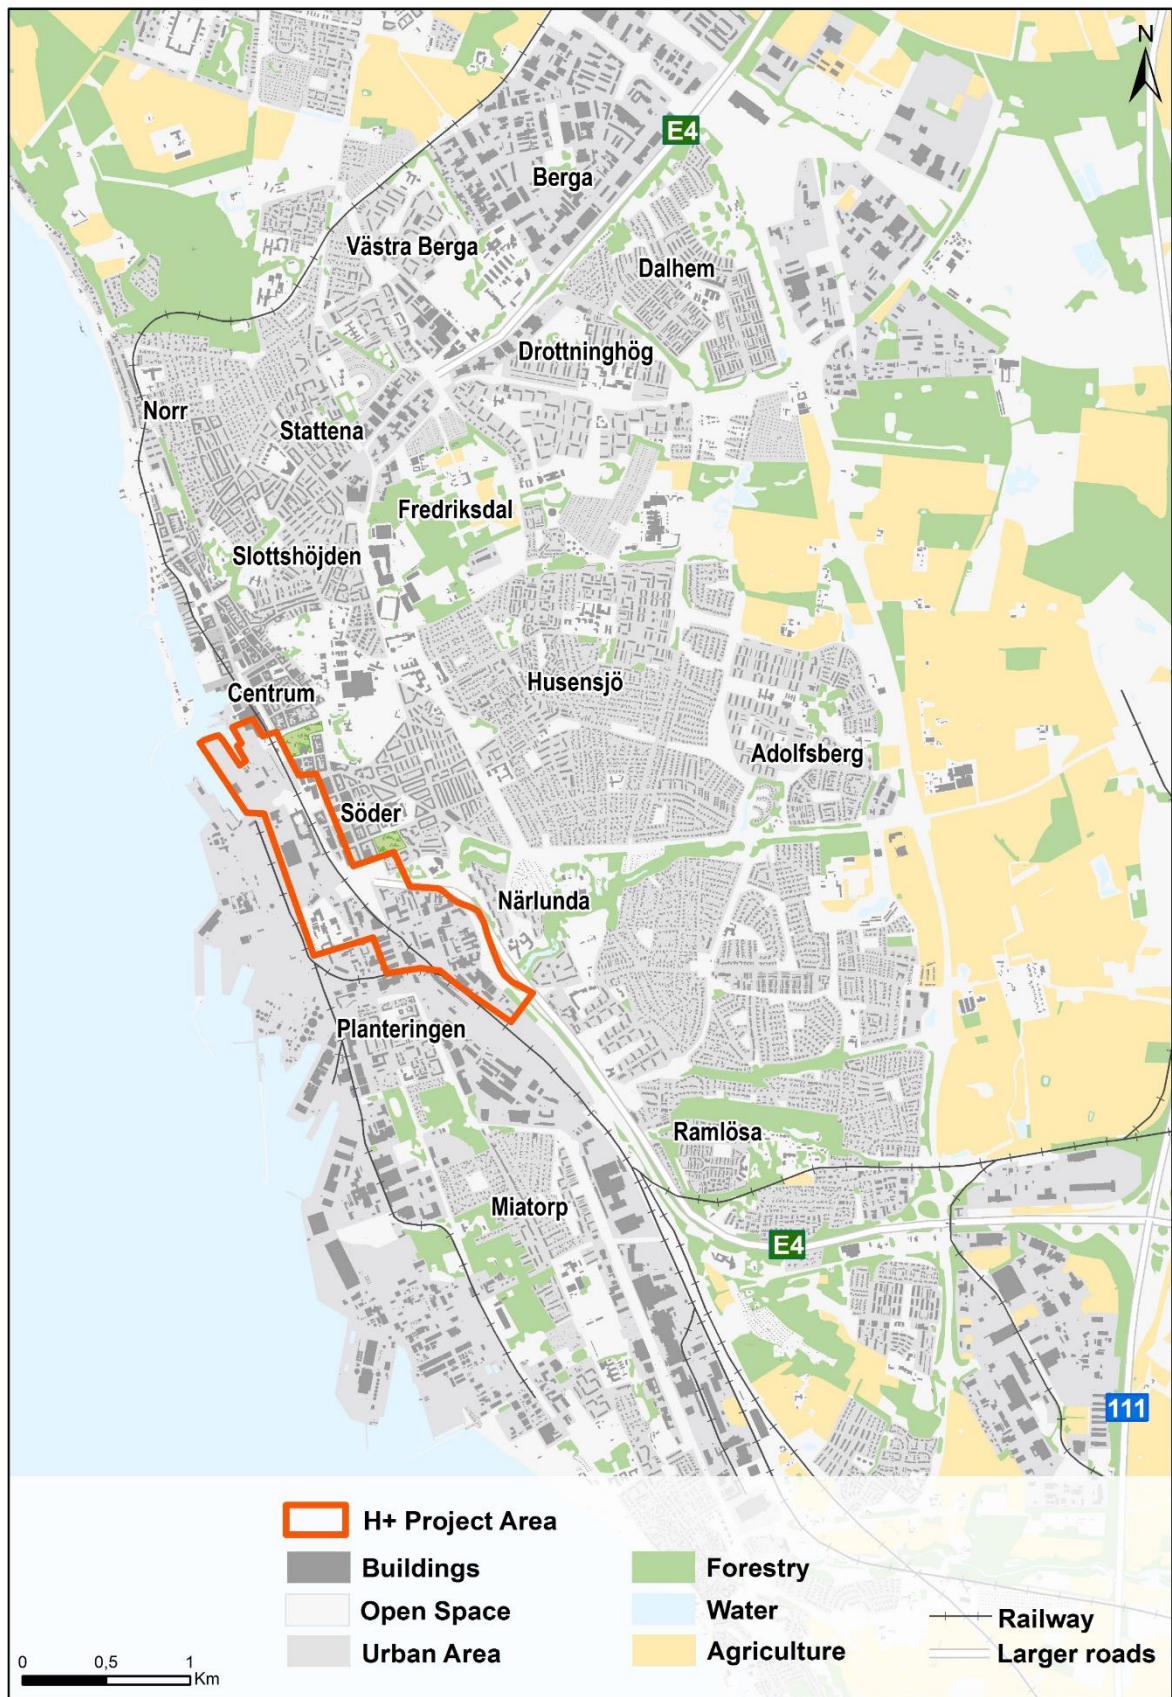 N
E4
Berga
Västra Berga
Dalhem
Drottninghög
Norr
Stattena
Fredriksdal
Slottshöjden
Husensjö
Centrum
Adolfsberg
Söder
Närlunda
Planteringen
Ramlösa
Miatorp
E4
111
H+ Project Area
Buildings
Open Space
Urban Area
Forestry
Water
Agriculture
Railway
Larger roads
0 0,5 1
Km